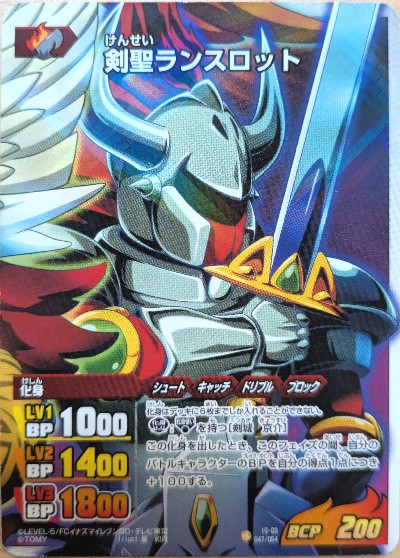 けんせい
剣聖ランスロット
けしん
化身
シュート キャッチ ドリブル ブロック
LV1
BP 1000
LV2
BP 1400
LV3
BP 1800
化身はデッキに6枚までしか入れることができない。
を持つ[剣城 京介]
この化身を出したとき、このフェイズの間、自分の
バトルキャラクターのBPを自分の得点1点につき
+100する。
©LEVEL-5/FCイナズマイレブンGO・テレビ東京
©TOMY
IG-03
047/054
BCP 200